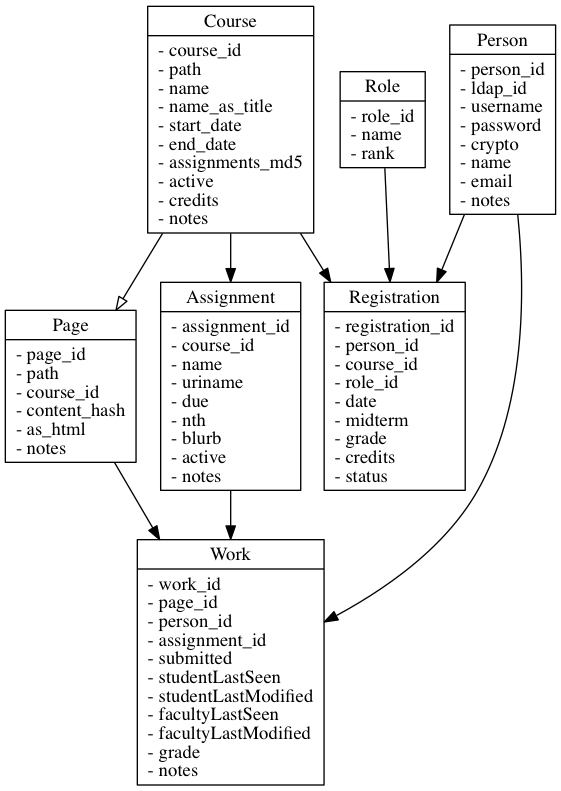 Course
- course_id
- path
- name
- name_as_title
- start_date
- end_date
- assignments_md5
- active
- credits
- notes
Role
- role_id
- name
- rank
Person
- person_id
- ldap_id
- username
- password
- crypto
- name
- email
- notes
Page
- page_id
- path
- course_id
- content_hash
- as_html
- notes
Assignment
- assignment_id
- course_id
- name
- uriname
- due
- nth
- blurb
- active
- notes
Registration
- registration_id
- person_id
- course_id
- role_id
- date
- midterm
- grade
- credits
- status
Work
- work_id
- page_id
- person_id
- assignment_id
- submitted
- studentLastSeen
- studentLastModified
- facultyLastSeen
- facultyLastModified
- grade
- notes